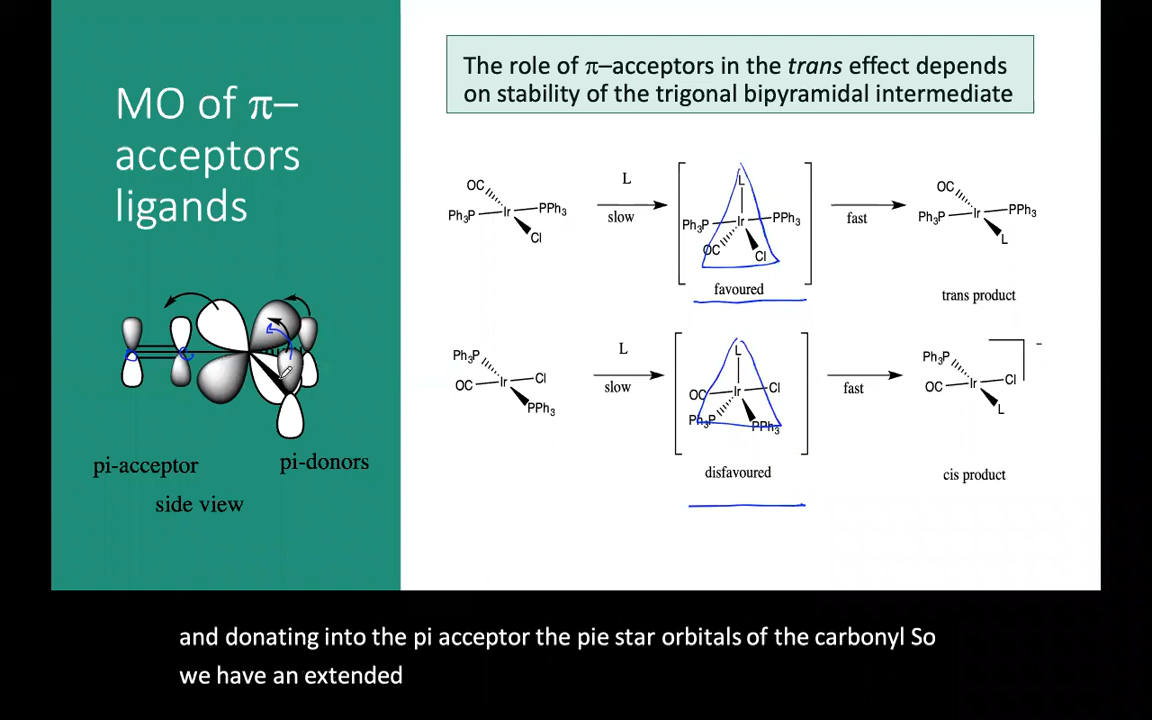 MO of π–
acceptors
ligands
pi-acceptor
pi-donors
side view
The role of π–acceptors in the trans effect depends
on stability of the trigonal bipyramidal intermediate
OC
Ph₃P
Ir
PPh₃
Cl
L
slow
L
Ph₃P
Ir
PPh₃
OC
Cl
favoured
fast
OC
Ph₃P
Ir
PPh₃
L
trans product
Ph₃P
OC
Ir
Cl
PPh₃
L
slow
L
OC
Ir
Cl
Ph₃P
PPh₃
disfavoured
fast
Ph₃P
OC
Ir
Cl
L
–
cis product
and donating into the pi acceptor the pie star orbitals of the carbonyl So
we have an extended